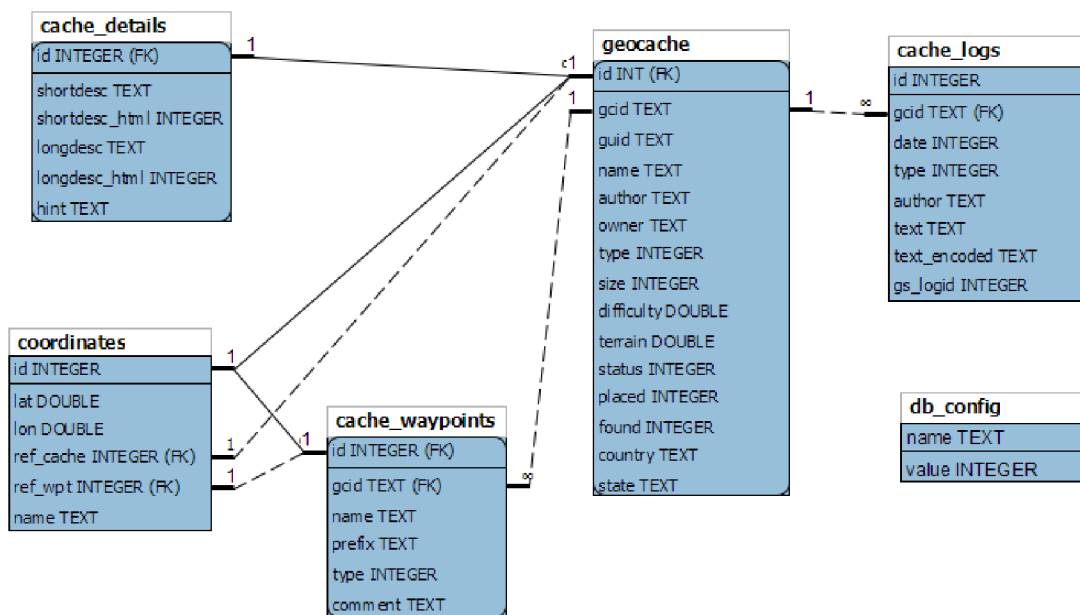 cache_details
id INTEGER (FK)
shortdesc TEXT
shortdesc_html INTEGER
longdesc TEXT
longdesc_html INTEGER
hint TEXT
1
geocache
id INT (FK)
gcid TEXT
guid TEXT
name TEXT
author TEXT
owner TEXT
type INTEGER
size INTEGER
difficulty DOUBLE
terrain DOUBLE
status INTEGER
placed INTEGER
found INTEGER
country TEXT
state TEXT
1
1
1
∞
cache_logs
id INTEGER
gcid TEXT (FK)
date INTEGER
type INTEGER
author TEXT
text TEXT
text_encoded TEXT
gs_logid INTEGER
coordinates
id INTEGER
lat DOUBLE
lon DOUBLE
ref_cache INTEGER (FK)
ref_wpt INTEGER (FK)
name TEXT
1
1
1
1
cache_waypoints
id INTEGER (FK)
gcid TEXT (FK)
name TEXT
prefix TEXT
type INTEGER
comment TEXT
∞
db_config
name TEXT
value INTEGER